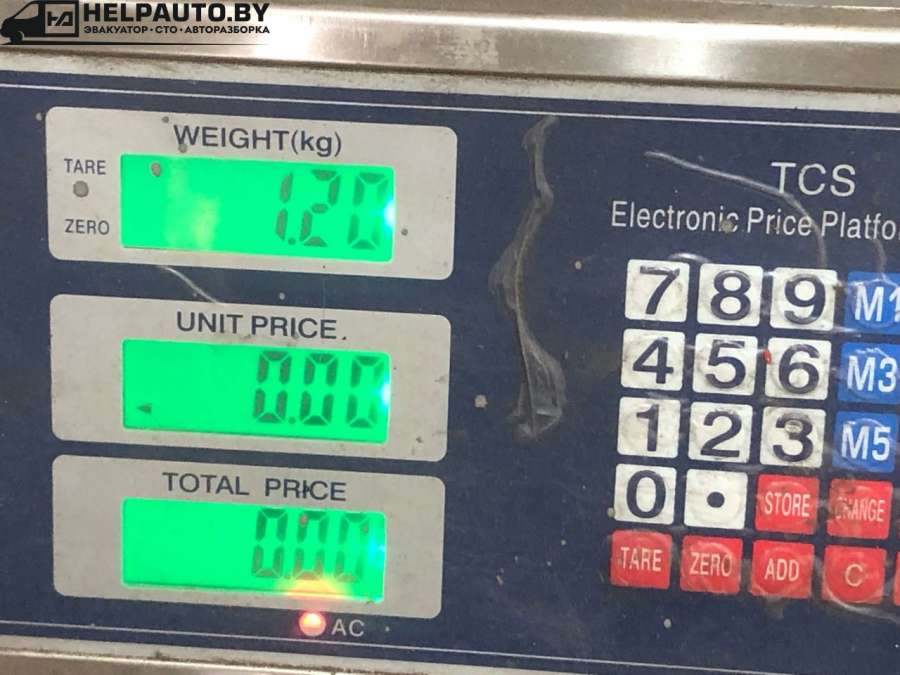 HELPAUTO.BY
ЭВАКУАТОР • СТО • АВТОРАЗБОРКА
WEIGHT(kg)
TARE
ZERO
1.20
UNIT PRICE
0.00
TOTAL PRICE
0.00
AC
TCS
Electronic Price Platfo
7 8 9 M1
4 5 6 M3
1 2 3 M5
0 . STORE CHANGE
TARE ZERO ADD C